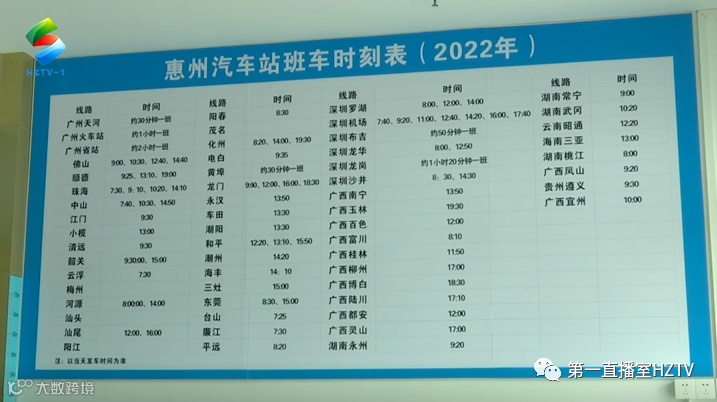 HZTV-1
惠州汽车站班车时刻表（2022年）
线路 时间
广州天河 约30分钟一班
广州火车站 约1小时一班
广州省站 约2小时一班
佛山 9:00、10:30、12:40、14:40
顺德 9:25、13:10、19:00
珠海 7:30、9；10、10:20、14:10
中山 7:40、10:30、14:50
江门 9:30
小榄 13:00
清远 9:30
韶关 9:30:00、15:00
云浮 7:30
梅州
河源 8:00:00、14:00
汕头
汕尾 12:00、16:00
阳江
注：以当天发车时间为准
线路 时间
阳春 8:30
茂名
化州 8:20、14:00、19:30
电白 9:35
黄埠 约30分钟一班
龙门 9:00、12:00、16:00、18:30
永汉 13:50
车田 13:30
潮阳 13:30
和平 12:20、13:10、15:50
潮州 14:20
海丰 14；10
三灶 15:00
东莞 8:30、15:00
台山 7:25
廉江 7:30
平远 8:20
线路 时间
深圳罗湖 8:00、12:00、14:00
深圳机场 7:40、9:20、11:00、12:40、14:20、16:00、17:40
深圳布吉 约50分钟一班
深圳龙华 8:00、12:50
深圳龙岗 约1小时20分钟一班
深圳沙井 8；30、14:30
广西南宁 13:50
广西玉林 19:30
广西百色 12:00
广西富川 8:10
广西桂林 11:50
广西柳州 17:00
广西博白 18:30
广西陆川 17:10
广西都安 12:00
广西灵山 17:00
湖南永州 9:20
线路 时间
湖南常宁 9:00
湖南武冈 10:20
云南昭通 12:20
海南三亚 13:00
湖南桃江 8:00
广西凤山 9:20
贵州遵义 9:30
广西宜州 10:00
第一直播室HZTV
大数跨境